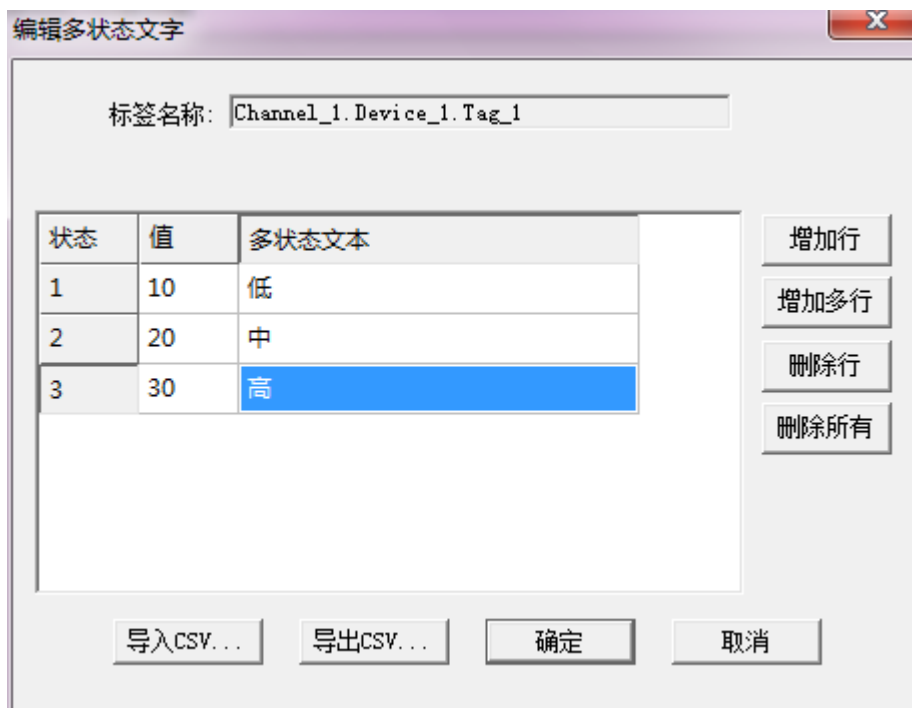 编辑多状态文字
标签名称: Channel_1.Device_1.Tag_1
状态 值 多状态文本
1 10 低
2 20 中
3 30 高
增加行
增加多行
删除行
删除所有
导入CSV... 导出CSV... 确定 取消